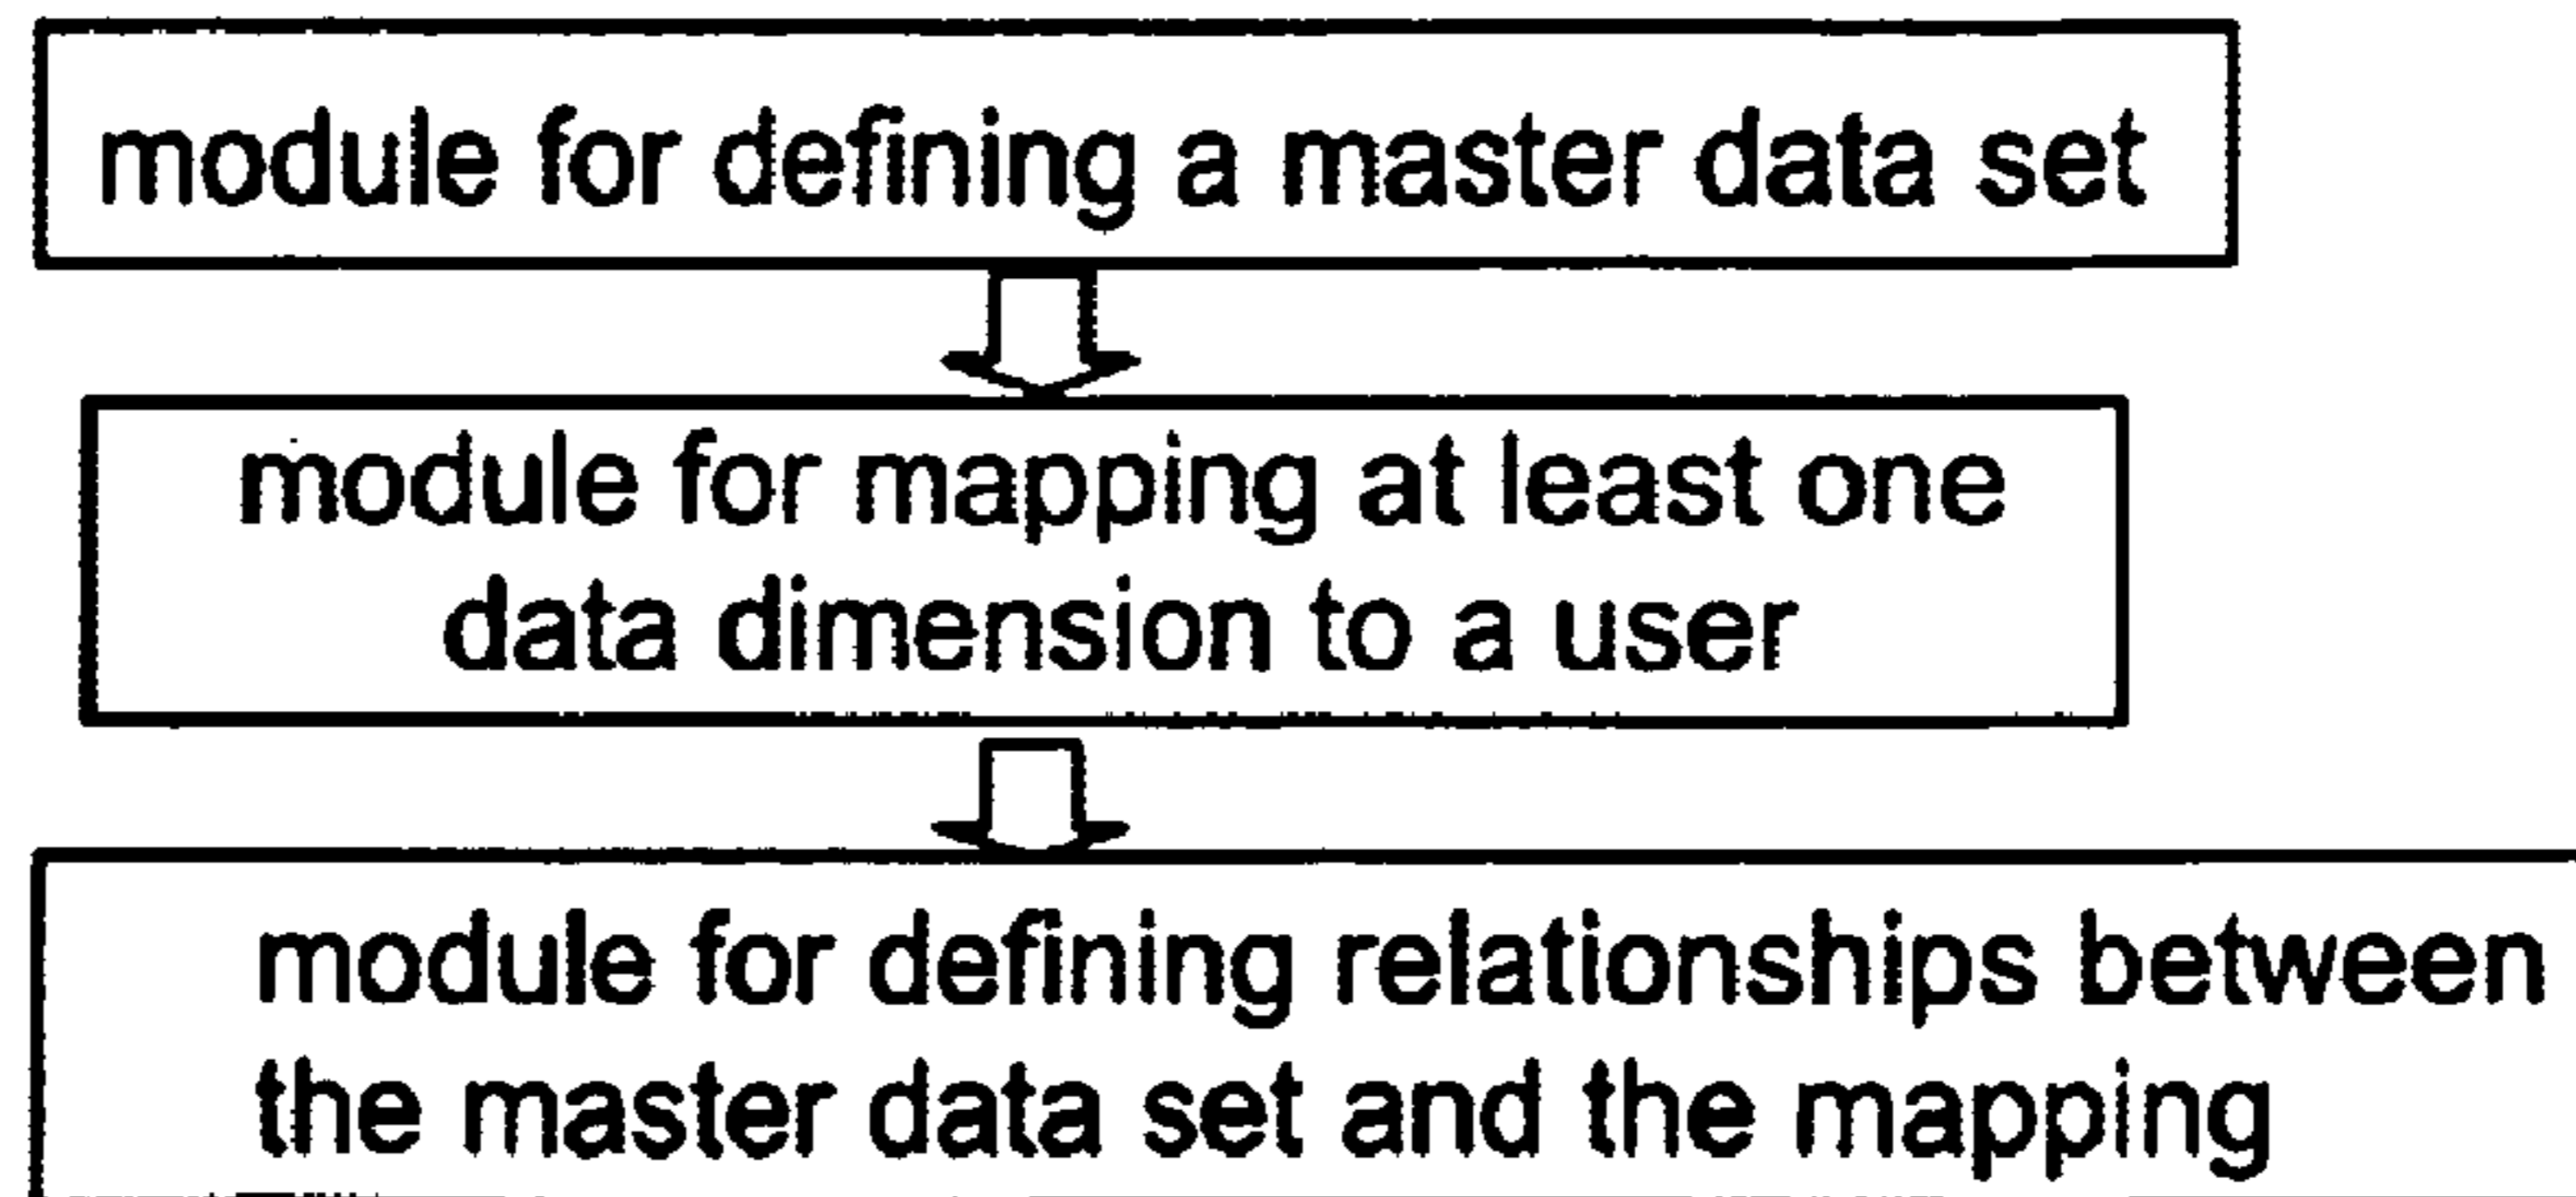 module for defining a master data set
module for mapping at least one
data dimension to a user
module for defining relationships between
the master data set and the mapping